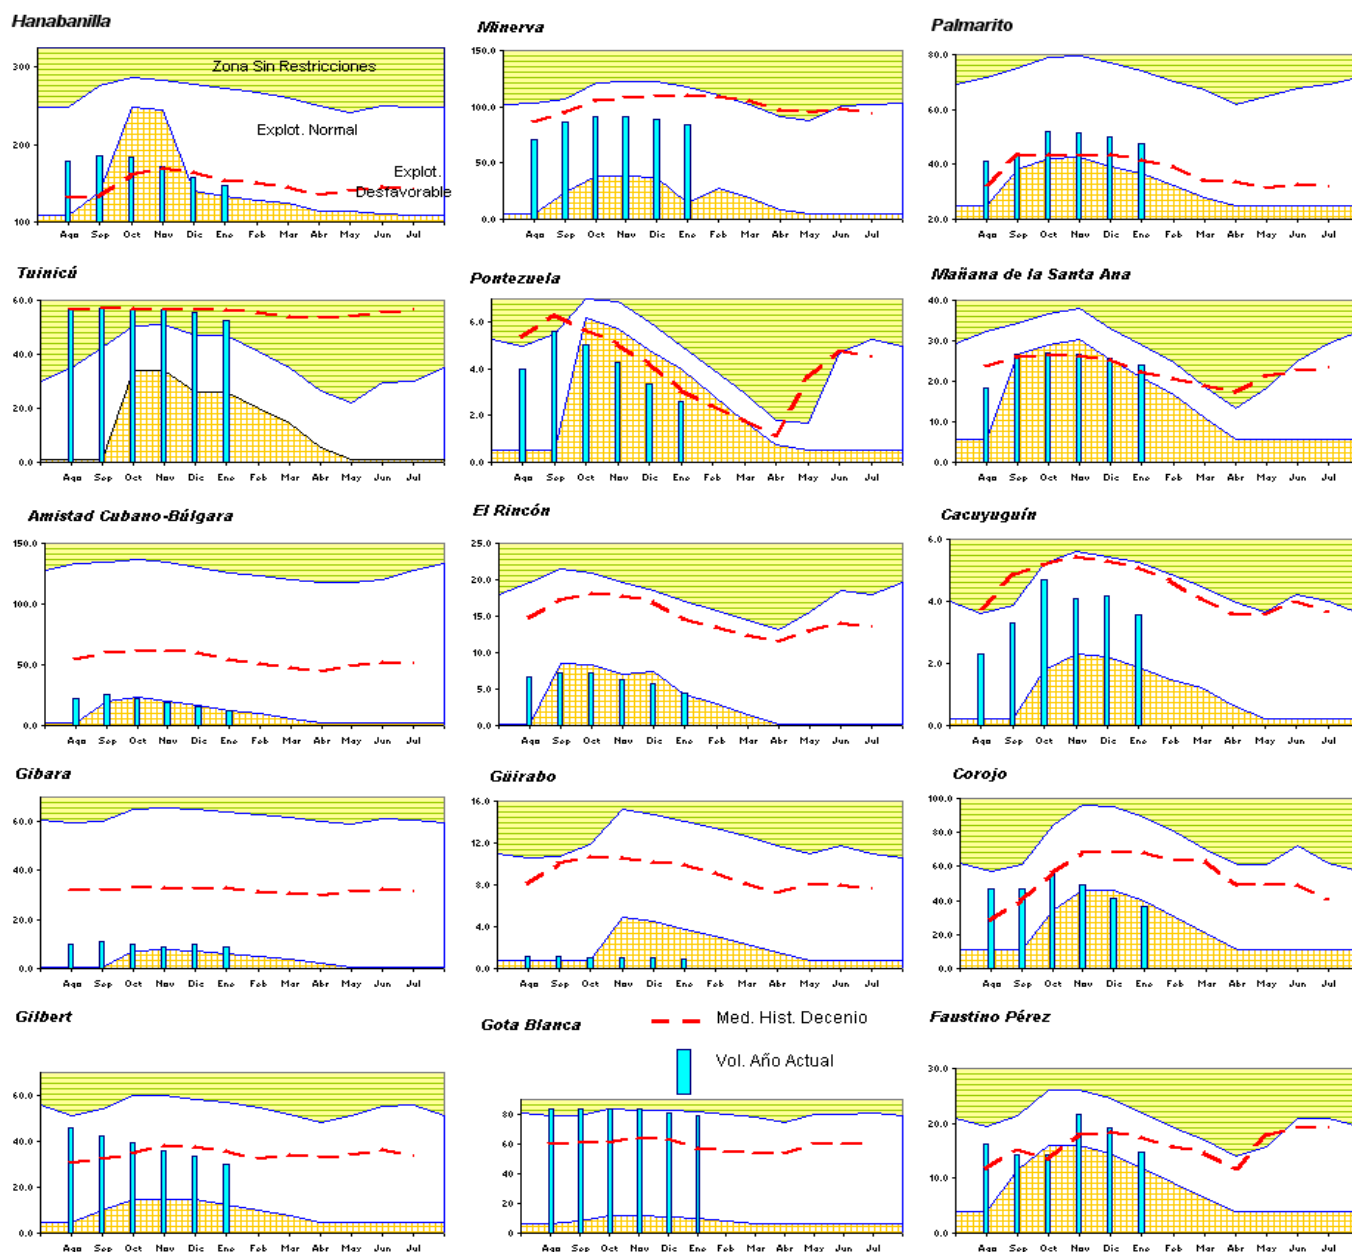 Hanabanilla
300
200
100
Zona Sin Restricciones
Explot. Normal
Explot.
Desfavorable
Ago Sep Oct Nov Dic Ene Feb Mar Abr May Jun Jul
Minerva
150.0
100.0
50.0
0.0
Ago Sep Oct Nov Dic Ene Feb Mar Abr May Jun Jul
Palmarito
80.0
60.0
40.0
20.0
Ago Sep Oct Nov Dic Ene Feb Mar Abr May Jun Jul
Tuinicú
60.0
40.0
20.0
0.0
Ago Sep Oct Nov Dic Ene Feb Mar Abr May Jun Jul
Pontezuela
6.0
4.0
2.0
0.0
Ago Sep Oct Nov Dic Ene Feb Mar Abr May Jun Jul
Mañana de la Santa Ana
40.0
30.0
20.0
10.0
0.0
Ago Sep Oct Nov Dic Ene Feb Mar Abr May Jun Jul
Amistad Cubano-Búlgara
150.0
100.0
50.0
0.0
Ago Sep Oct Nov Dic Ene Feb Mar Abr May Jun Jul
El Rincón
25.0
20.0
15.0
10.0
5.0
0.0
Ago Sep Oct Nov Dic Ene Feb Mar Abr May Jun Jul
Cacuyuguín
6.0
4.0
2.0
0.0
Ago Sep Oct Nov Dic Ene Feb Mar Abr May Jun Jul
Gibara
60.0
40.0
20.0
0.0
Ago Sep Oct Nov Dic Ene Feb Mar Abr May Jun Jul
Güirabo
16.0
12.0
8.0
4.0
0.0
Ago Sep Oct Nov Dic Ene Feb Mar Abr May Jun Jul
Corojo
100.0
80.0
60.0
40.0
20.0
0.0
Ago Sep Oct Nov Dic Ene Feb Mar Abr May Jun Jul
Gilbert
60.0
40.0
20.0
0.0
Ago Sep Oct Nov Dic Ene Feb Mar Abr May Jun Jul
Gota Blanca
Med. Hist. Decenio
Vol. Año Actual
80
60
40
20
0
Ago Sep Oct Nov Dic Ene Feb Mar Abr May Jun Jul
Faustino Pérez
30.0
20.0
10.0
0.0
Ago Sep Oct Nov Dic Ene Feb Mar Abr May Jun Jul